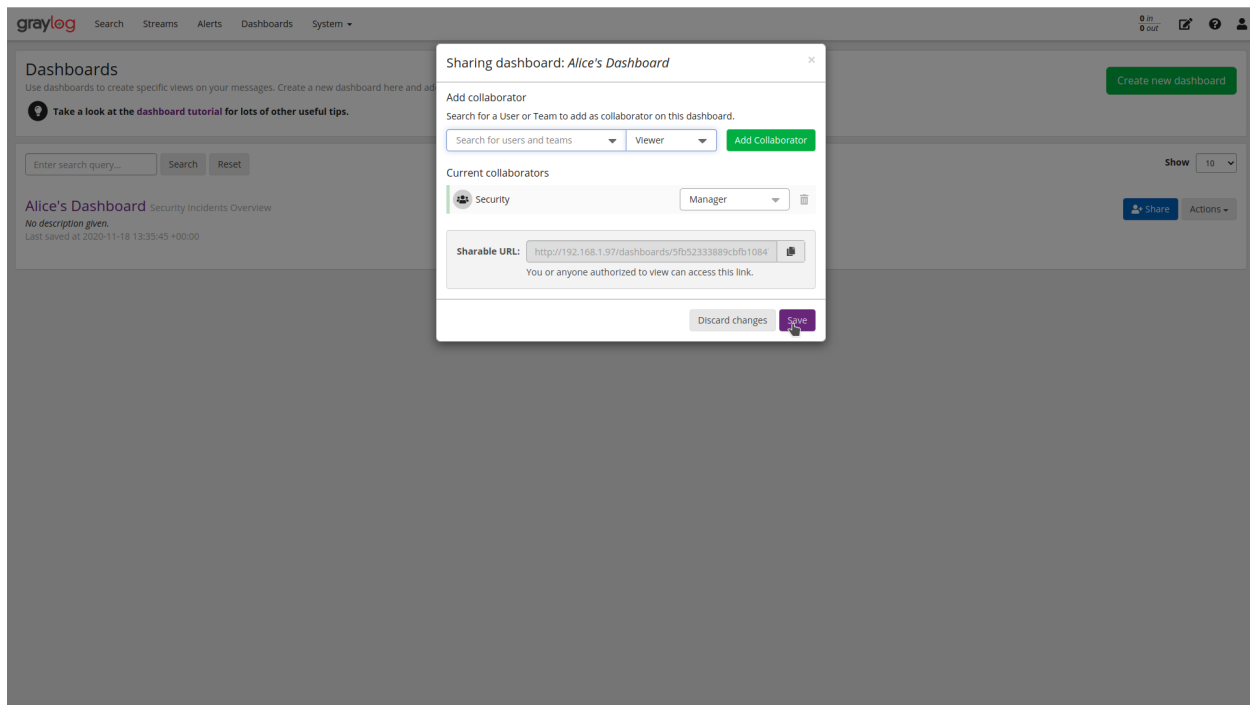 graylog Search Streams Alerts Dashboards System 0 in
0 out
Sharing dashboard: Alice's Dashboard ×
Dashboards
Use dashboards to create specific views on your messages. Create a new dashboard here and ad
Create new dashboard
Take a look at the dashboard tutorial for lots of other useful tips.
Add collaborator
Search for a User or Team to add as collaborator on this dashboard.
Search for users and teams Viewer Add Collaborator
Enter search query... Search Reset Show 10
Current collaborators
Security Manager
Alice's Dashboard Security Incidents Overview Share Actions
No description given.
Last saved at 2020-11-18 13:35:45 +00:00
Sharable URL: http://192.168.1.97/dashboards/5fb52333889cbfb1084
You or anyone authorized to view can access this link.
Discard changes Save